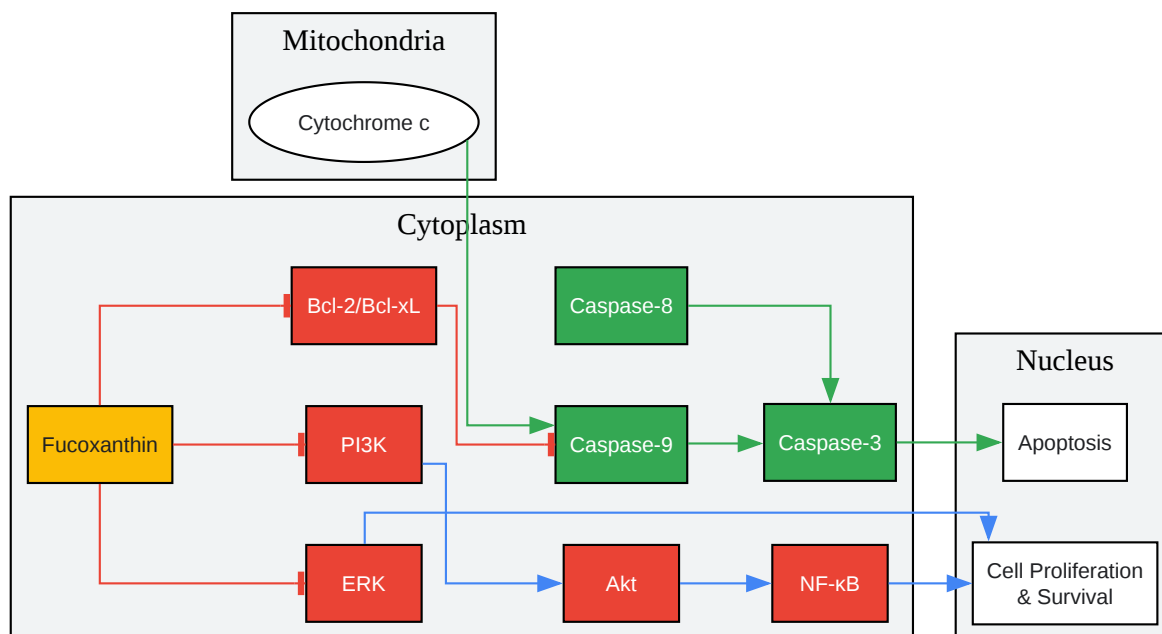 Mitochondria
Cytochrome c
Cytoplasm
Bcl-2/Bcl-xL
Caspase-8
Nucleus
Fucoxanthin
PI3K
Caspase-9
Caspase-3
Apoptosis
ERK
Akt
NF-κB
Cell Proliferation
& Survival